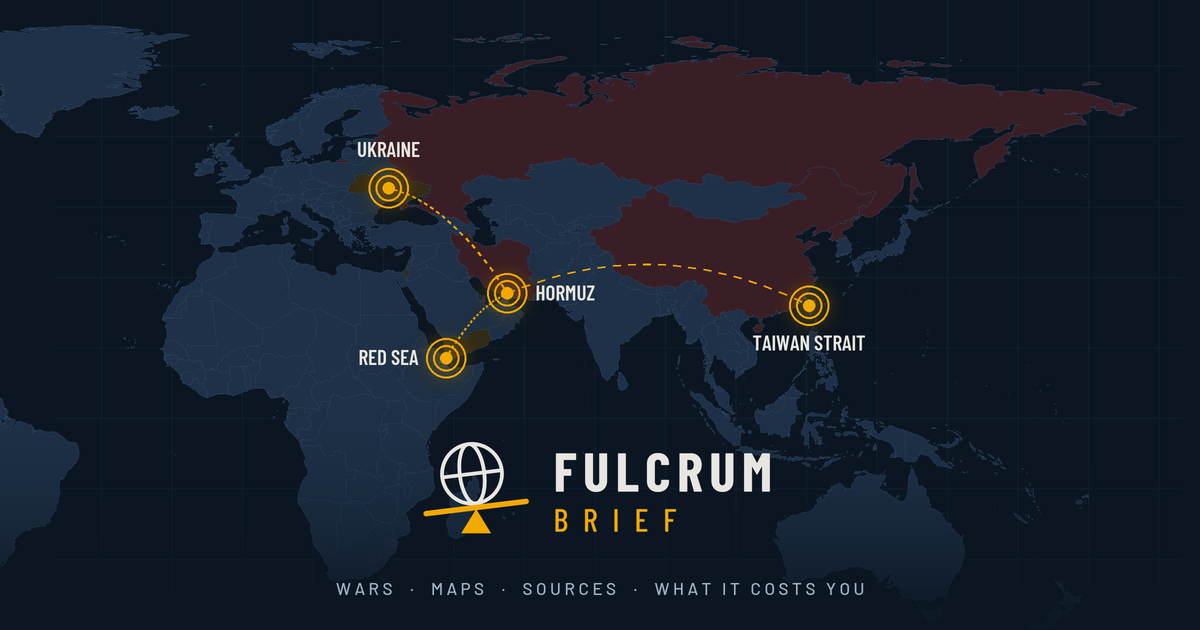 UKRAINE
HORMUZ
TAIWAN STRAIT
RED SEA
FULCRUM
BRIEF
WARS · MAPS · SOURCES · WHAT IT COSTS YOU